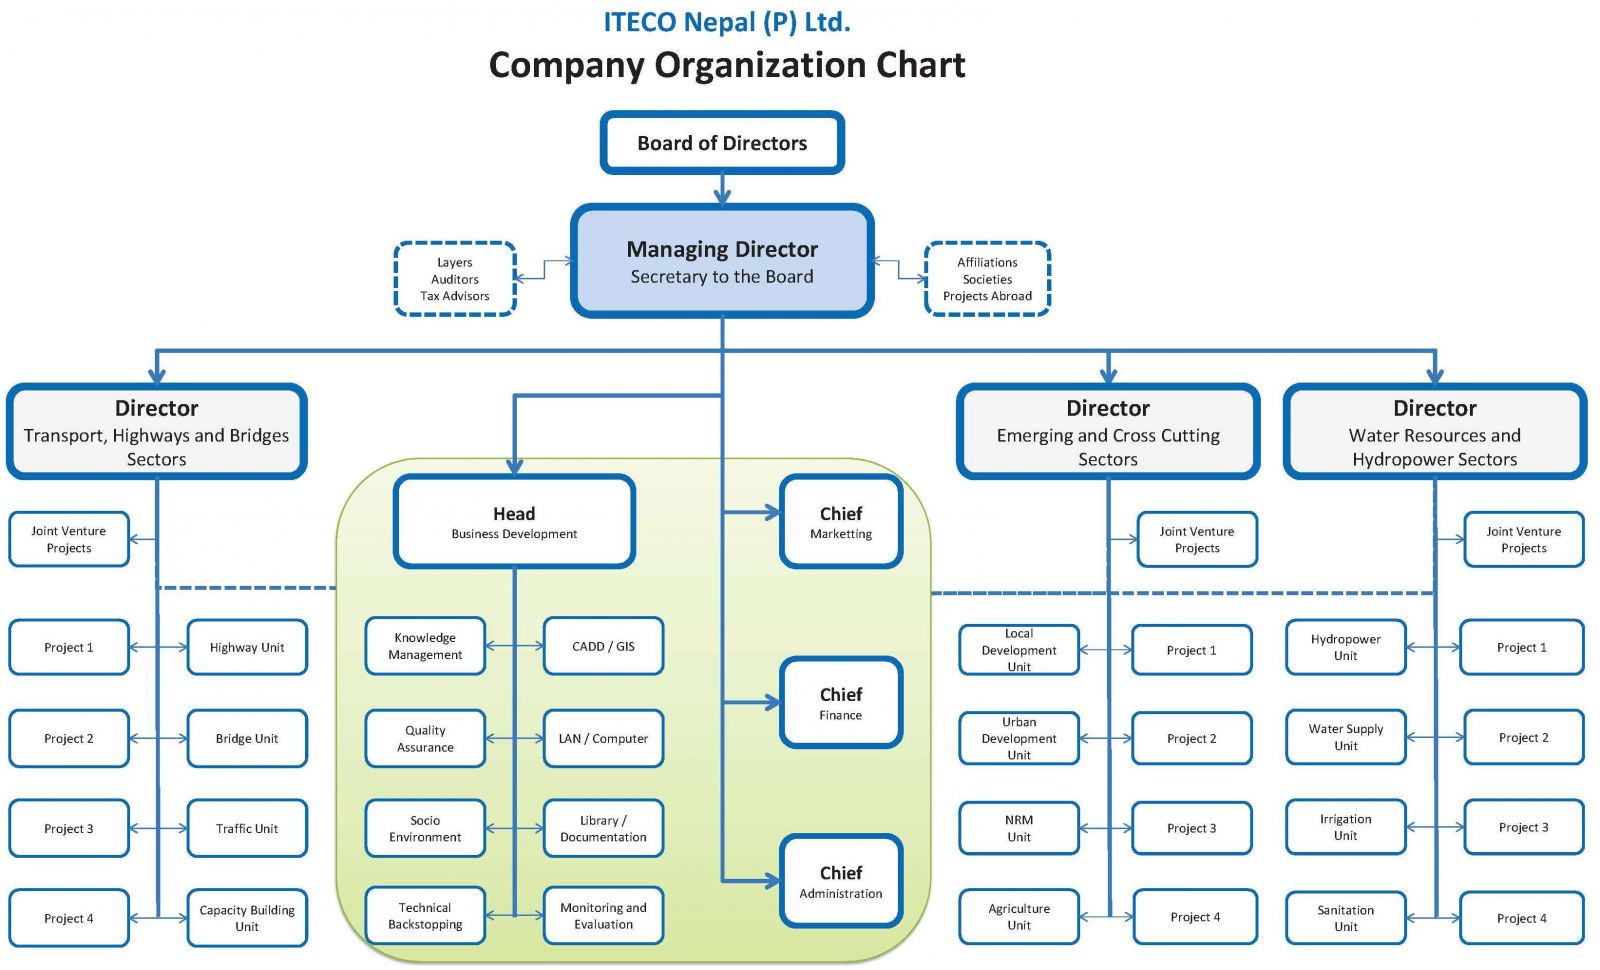 ITECO Nepal (P) Ltd.
Company Organization Chart
Board of Directors
Managing Director
Secretary to the Board
Layers
Auditors
Tax Advisors
Affiliations
Societies
Projects Abroad
Director
Transport, Highways and Bridges
Sectors
Joint Venture
Projects
Project 1
Highway Unit
Project 2
Bridge Unit
Project 3
Traffic Unit
Project 4
Capacity Building
Unit
Head
Business Development
Knowledge
Management
CADD / GIS
Quality
Assurance
LAN / Computer
Socio
Environment
Library /
Documentation
Technical
Backstopping
Monitoring and
Evaluation
Chief
Marketting
Chief
Finance
Chief
Administration
Director
Emerging and Cross Cutting
Sectors
Joint Venture
Projects
Local
Development
Unit
Project 1
Urban
Development
Unit
Project 2
NRM
Unit
Project 3
Agriculture
Unit
Project 4
Director
Water Resources and
Hydropower Sectors
Joint Venture
Projects
Hydropower
Unit
Project 1
Water Supply
Unit
Project 2
Irrigation
Unit
Project 3
Sanitation
Unit
Project 4